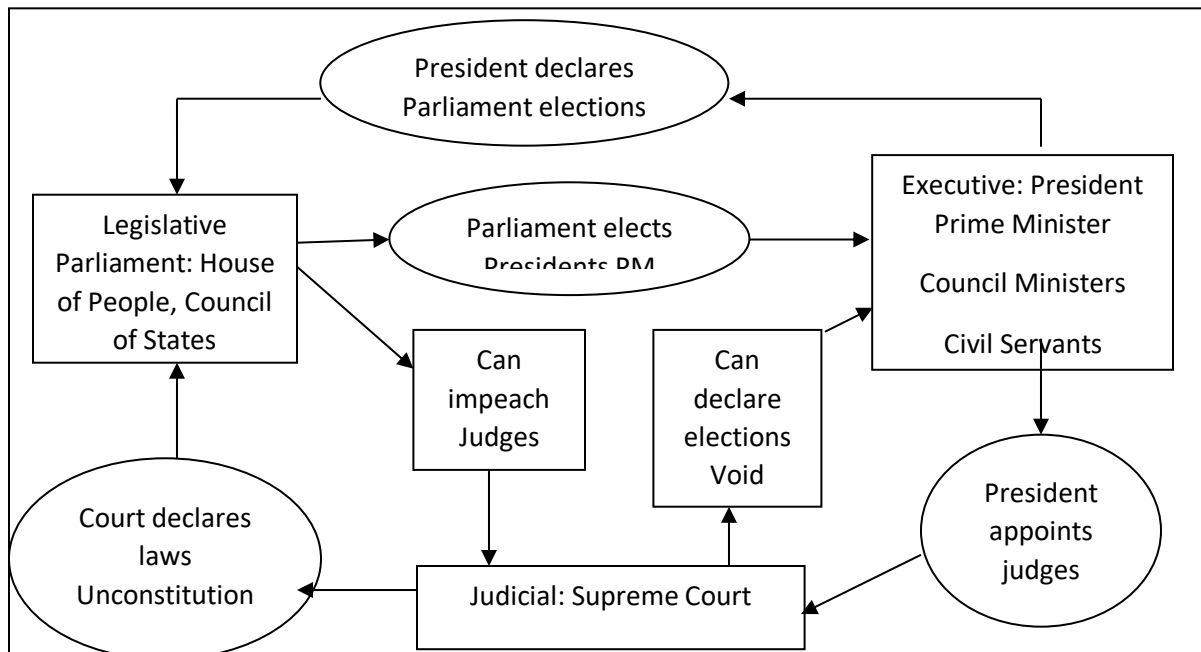 President declares
Parliament elections
Executive: President
Prime Minister
Council Ministers
Civil Servants
Legislative
Parliament: House
of People, Council
of States
Parliament elects
Presidents PM
Can
impeach
Judges
Can
declare
elections
Void
President
appoints
judges
Court declares
laws
Unconstitution
Judicial: Supreme Court